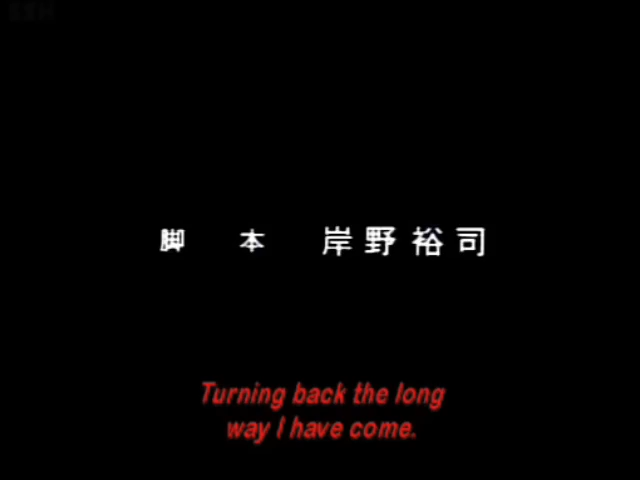 脚本 岸野裕司
Turning back the long
way I have come.